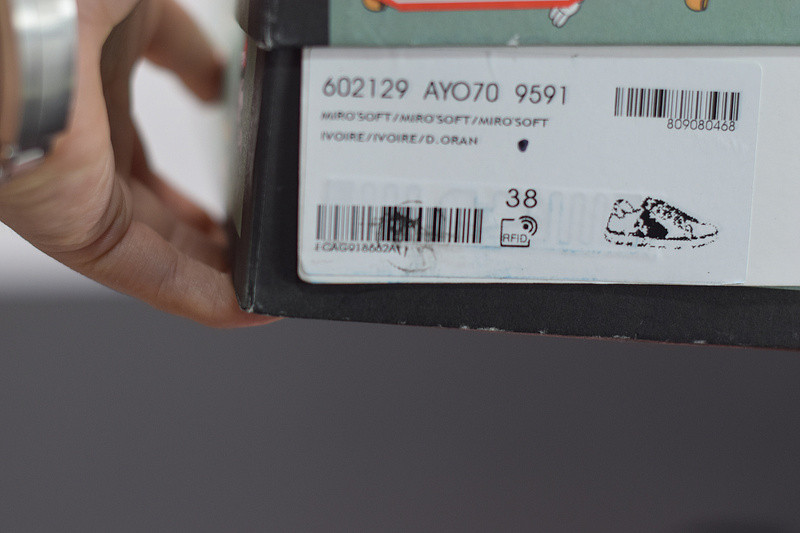 602129 AYO70 9591
MIRO'SOFT/MIRO'SOFT/MIRO'SOFT
IVOIRE/IVOIRE/D.ORAN
809080468
38
RFID